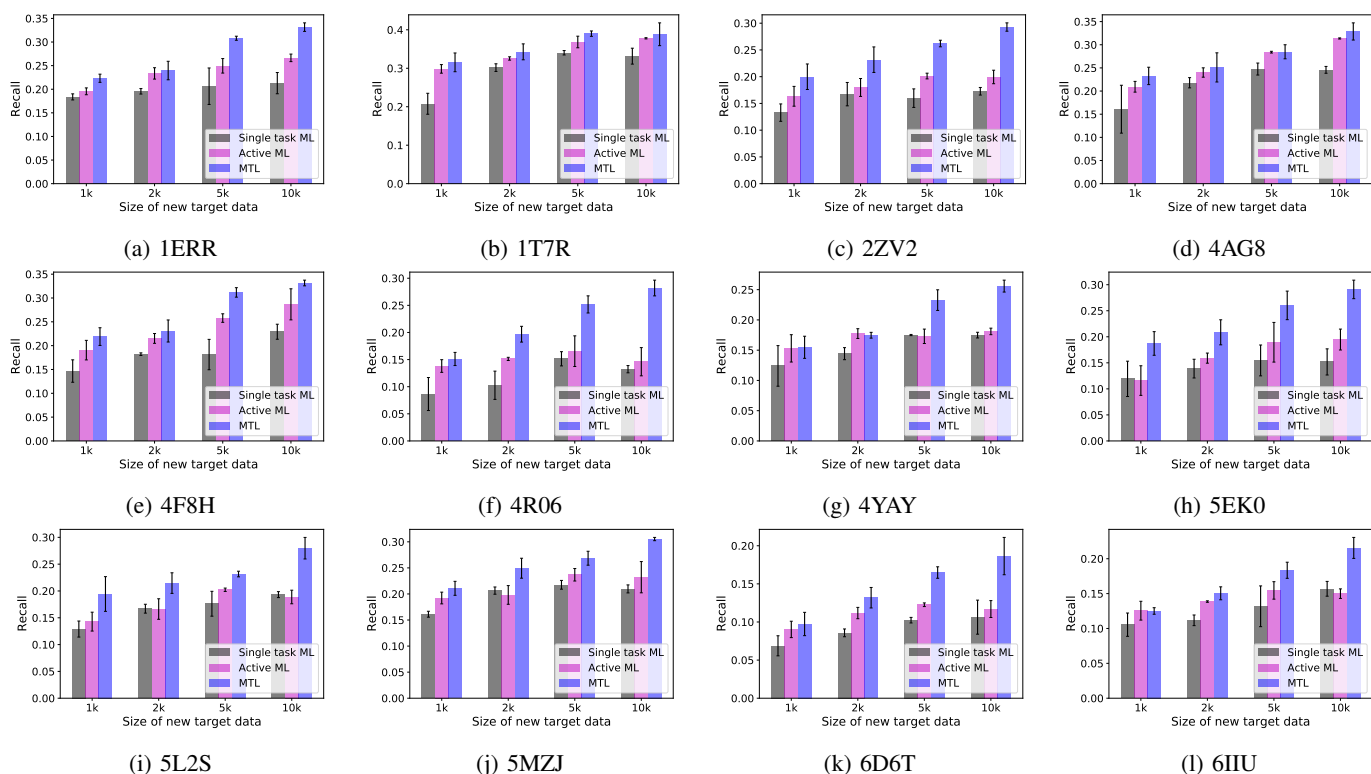 Recall
0.35
0.30
0.25
0.20
0.15
0.10
0.05
0.00
Single task ML
Active ML
MTL
1k 2k 5k 10k
Size of new target data
(a) 1ERR
Recall
0.4
0.3
0.2
0.1
0.0
Single task ML
Active ML
MTL
1k 2k 5k 10k
Size of new target data
(b) 1T7R
Recall
0.30
0.25
0.20
0.15
0.10
0.05
0.00
Single task ML
Active ML
MTL
1k 2k 5k 10k
Size of new target data
(c) 2ZV2
Recall
0.35
0.30
0.25
0.20
0.15
0.10
0.05
0.00
Single task ML
Active ML
MTL
1k 2k 5k 10k
Size of new target data
(d) 4AG8
Recall
0.35
0.30
0.25
0.20
0.15
0.10
0.05
0.00
Single task ML
Active ML
MTL
1k 2k 5k 10k
Size of new target data
(e) 4F8H
Recall
0.30
0.25
0.20
0.15
0.10
0.05
0.00
Single task ML
Active ML
MTL
1k 2k 5k 10k
Size of new target data
(f) 4R06
Recall
0.25
0.20
0.15
0.10
0.05
0.00
Single task ML
Active ML
MTL
1k 2k 5k 10k
Size of new target data
(g) 4YAY
Recall
0.30
0.25
0.20
0.15
0.10
0.05
0.00
Single task ML
Active ML
MTL
1k 2k 5k 10k
Size of new target data
(h) 5EK0
Recall
0.30
0.25
0.20
0.15
0.10
0.05
0.00
Single task ML
Active ML
MTL
1k 2k 5k 10k
Size of new target data
(i) 5L2S
Recall
0.30
0.25
0.20
0.15
0.10
0.05
0.00
Single task ML
Active ML
MTL
1k 2k 5k 10k
Size of new target data
(j) 5MZJ
Recall
0.20
0.15
0.10
0.05
0.00
Single task ML
Active ML
MTL
1k 2k 5k 10k
Size of new target data
(k) 6D6T
Recall
0.20
0.15
0.10
0.05
0.00
Single task ML
Active ML
MTL
1k 2k 5k 10k
Size of new target data
(l) 6IIU